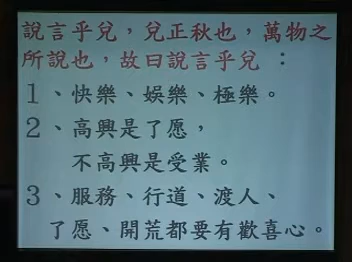 說言乎兌，兌正秋也，萬物之
所說也，故曰說言乎兌：
1、快樂、娛樂、極樂。
2、高興是了愿，
不高興是受業。
3、服務、行道、渡人、
了愿、開荒都要有歡喜心。